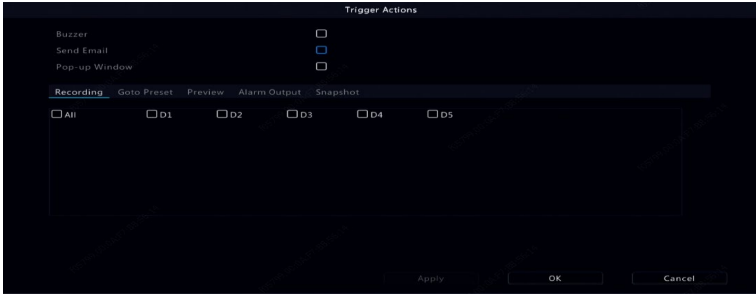 Trigger Actions
Buzzer
Send Email
Pop-up Window
Recording Goto Preset Preview Alarm Output Snapshot
All D1 D2 D3 D4 D5
Apply OK Cancel